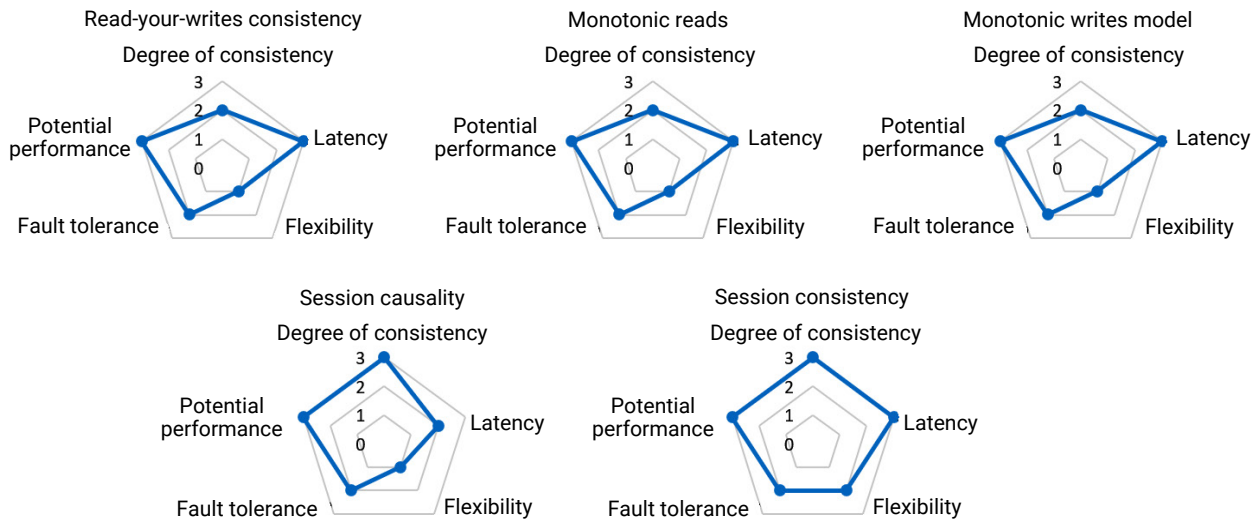 Read-your-writes consistency
Degree of consistency
3
2
1
0
Potential
performance
Latency
Fault tolerance
Flexibility
Monotonic reads
Degree of consistency
3
2
1
0
Potential
performance
Latency
Fault tolerance
Flexibility
Monotonic writes model
Degree of consistency
3
2
1
0
Potential
performance
Latency
Fault tolerance
Flexibility
Session causality
Degree of consistency
3
2
1
0
Potential
performance
Latency
Fault tolerance
Flexibility
Session consistency
Degree of consistency
3
2
1
0
Potential
performance
Latency
Fault tolerance
Flexibility